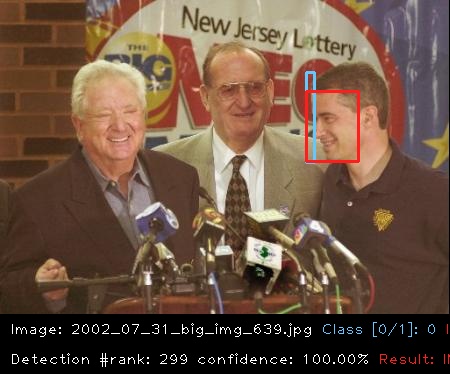 New Jersey Lottery
THE
BIG
Image: 2002_07_31_big_img_639.jpg Class [0/1]: 0
Detection #rank: 299 confidence: 100.00% Result: